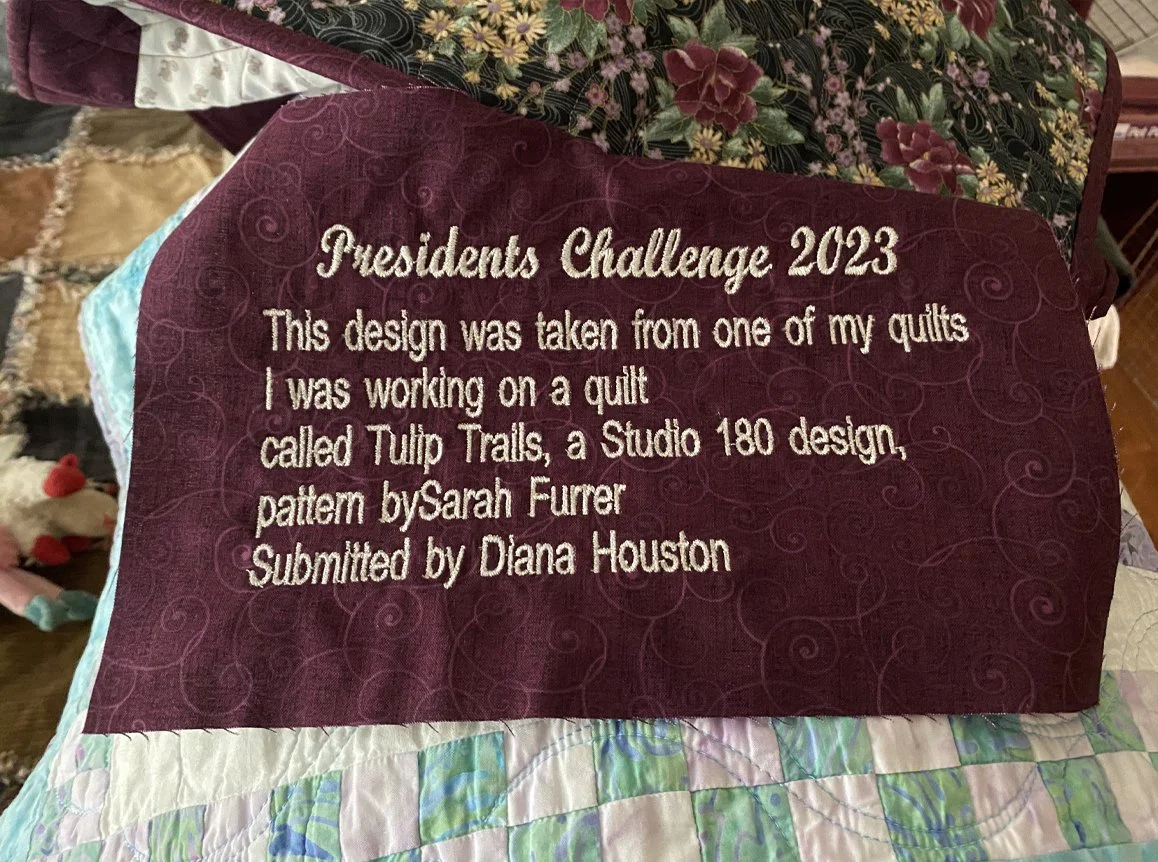 Presidents Challenge 2023
This design was taken from one of my quilts
I was working on a quilt
called Tulip Trails, a Studio 180 design,
pattern bySarah Furrer
Submitted by Diana Houston